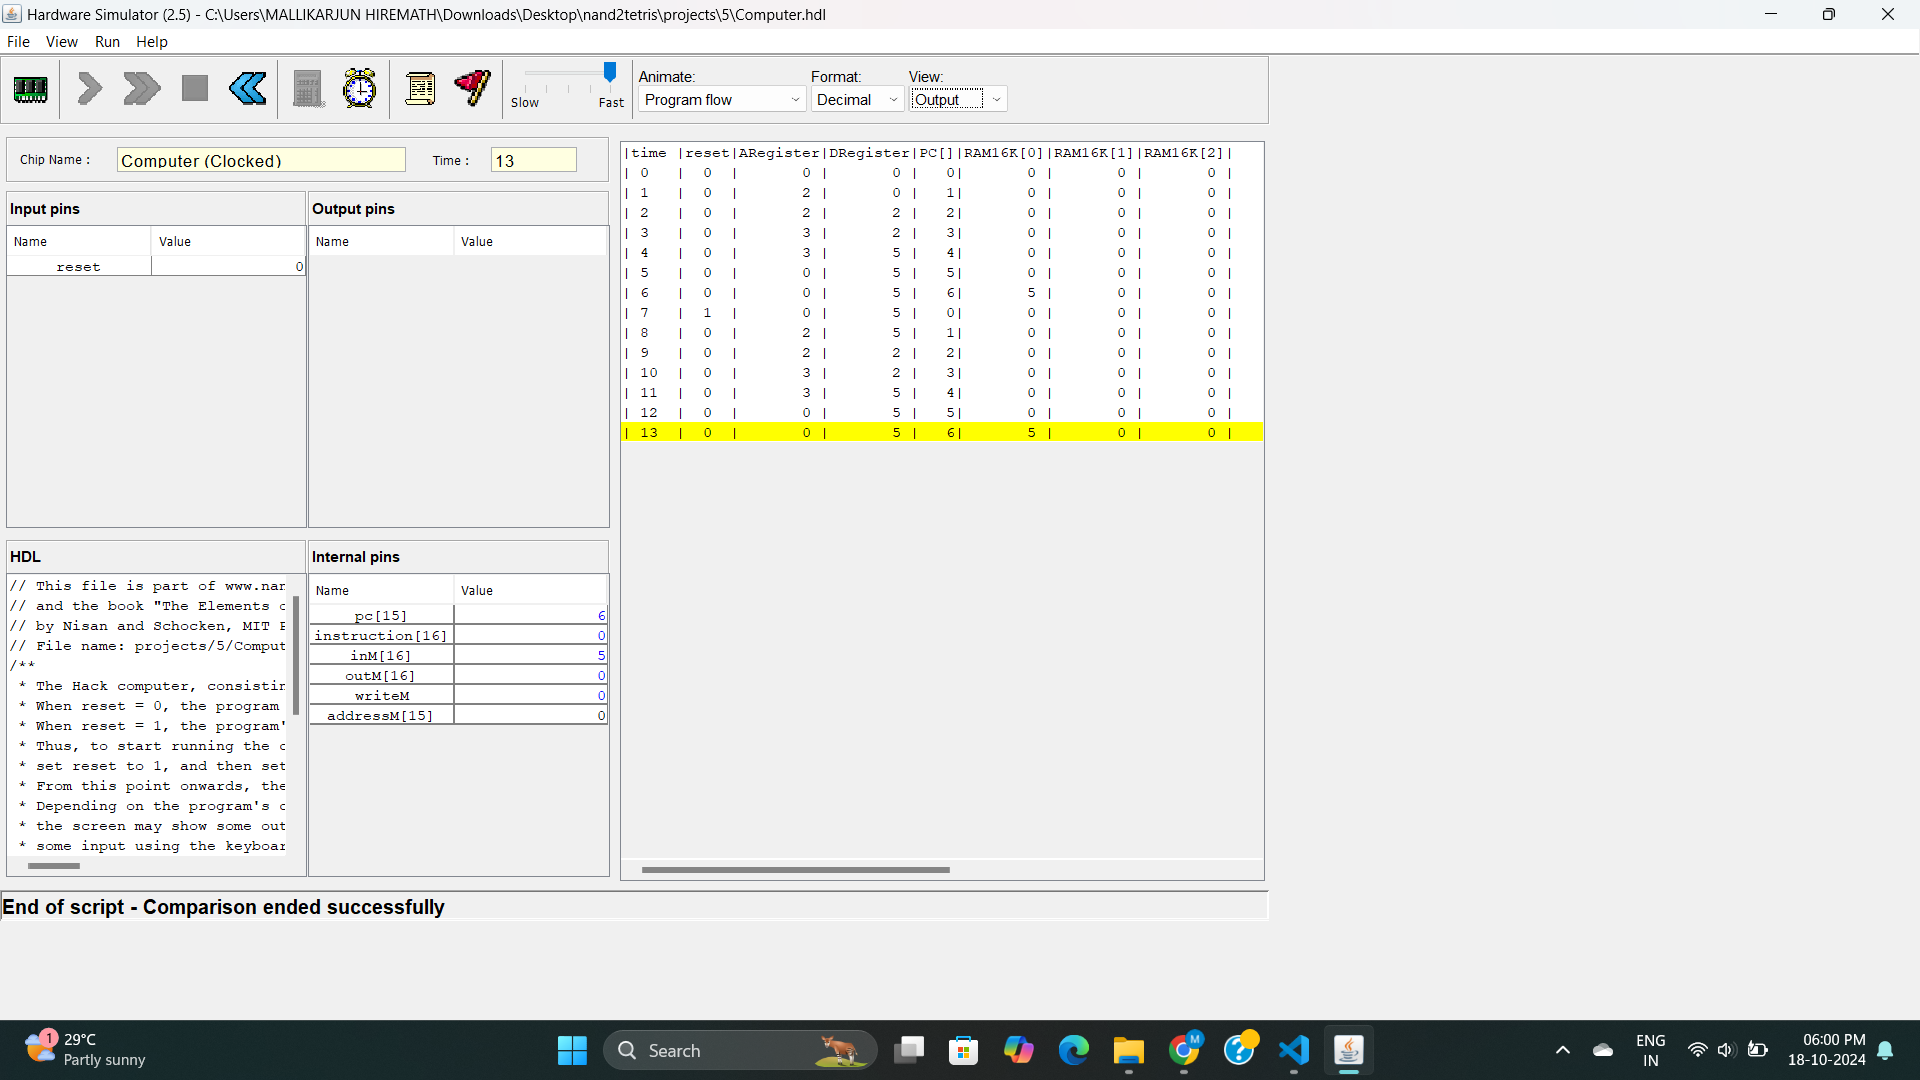 Hardware Simulator (2.5) - C:\Users\MALLIKARJUN HIREMATH\Downloads\Desktop\nand2tetris\projects\5\Computer.hdl
File View Run Help
Slow Fast
Animate: Format: View:
Program flow Decimal Output
Chip Name : Computer (Clocked) Time : 13
Input pins
Name Value
reset 0
Output pins
Name Value
HDL
// This file is part of www.nan
// and the book "The Elements o
// by Nisan and Schocken, MIT P
// File name: projects/5/Comput
/**
* The Hack computer, consistin
* When reset = 0, the program
* When reset = 1, the program'
* Thus, to start running the c
* set reset to 1, and then set
* From this point onwards, the
* Depending on the program's c
* the screen may show some out
* some input using the keyboar
Internal pins
Name Value
pc[15] 6
instruction[16] 0
inM[16] 5
outM[16] 0
writeM 0
addressM[15] 0
|time |reset|ARegister|DRegister|PC[]|RAM16K[0]|RAM16K[1]|RAM16K[2]|
| 0 | 0 | 0 | 0 | 0| 0 | 0 | 0 |
| 1 | 0 | 2 | 0 | 1| 0 | 0 | 0 |
| 2 | 0 | 2 | 2 | 2| 0 | 0 | 0 |
| 3 | 0 | 3 | 2 | 3| 0 | 0 | 0 |
| 4 | 0 | 3 | 5 | 4| 0 | 0 | 0 |
| 5 | 0 | 0 | 5 | 5| 0 | 0 | 0 |
| 6 | 0 | 0 | 5 | 6| 5 | 0 | 0 |
| 7 | 1 | 0 | 5 | 0| 0 | 0 | 0 |
| 8 | 0 | 2 | 5 | 1| 0 | 0 | 0 |
| 9 | 0 | 2 | 2 | 2| 0 | 0 | 0 |
| 10 | 0 | 3 | 2 | 3| 0 | 0 | 0 |
| 11 | 0 | 3 | 5 | 4| 0 | 0 | 0 |
| 12 | 0 | 0 | 5 | 5| 0 | 0 | 0 |
| 13 | 0 | 0 | 5 | 6| 5 | 0 | 0 |
End of script - Comparison ended successfully
1
29°C
Partly sunny
Search
M
ENG
IN
06:00 PM
18-10-2024